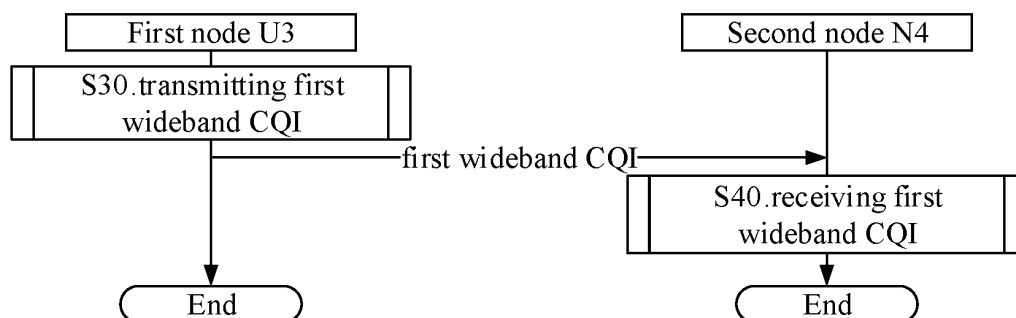 First node U3
Second node N4
S30.transmitting first
wideband CQI
first wideband CQI
S40.receiving first
wideband CQI
End
End